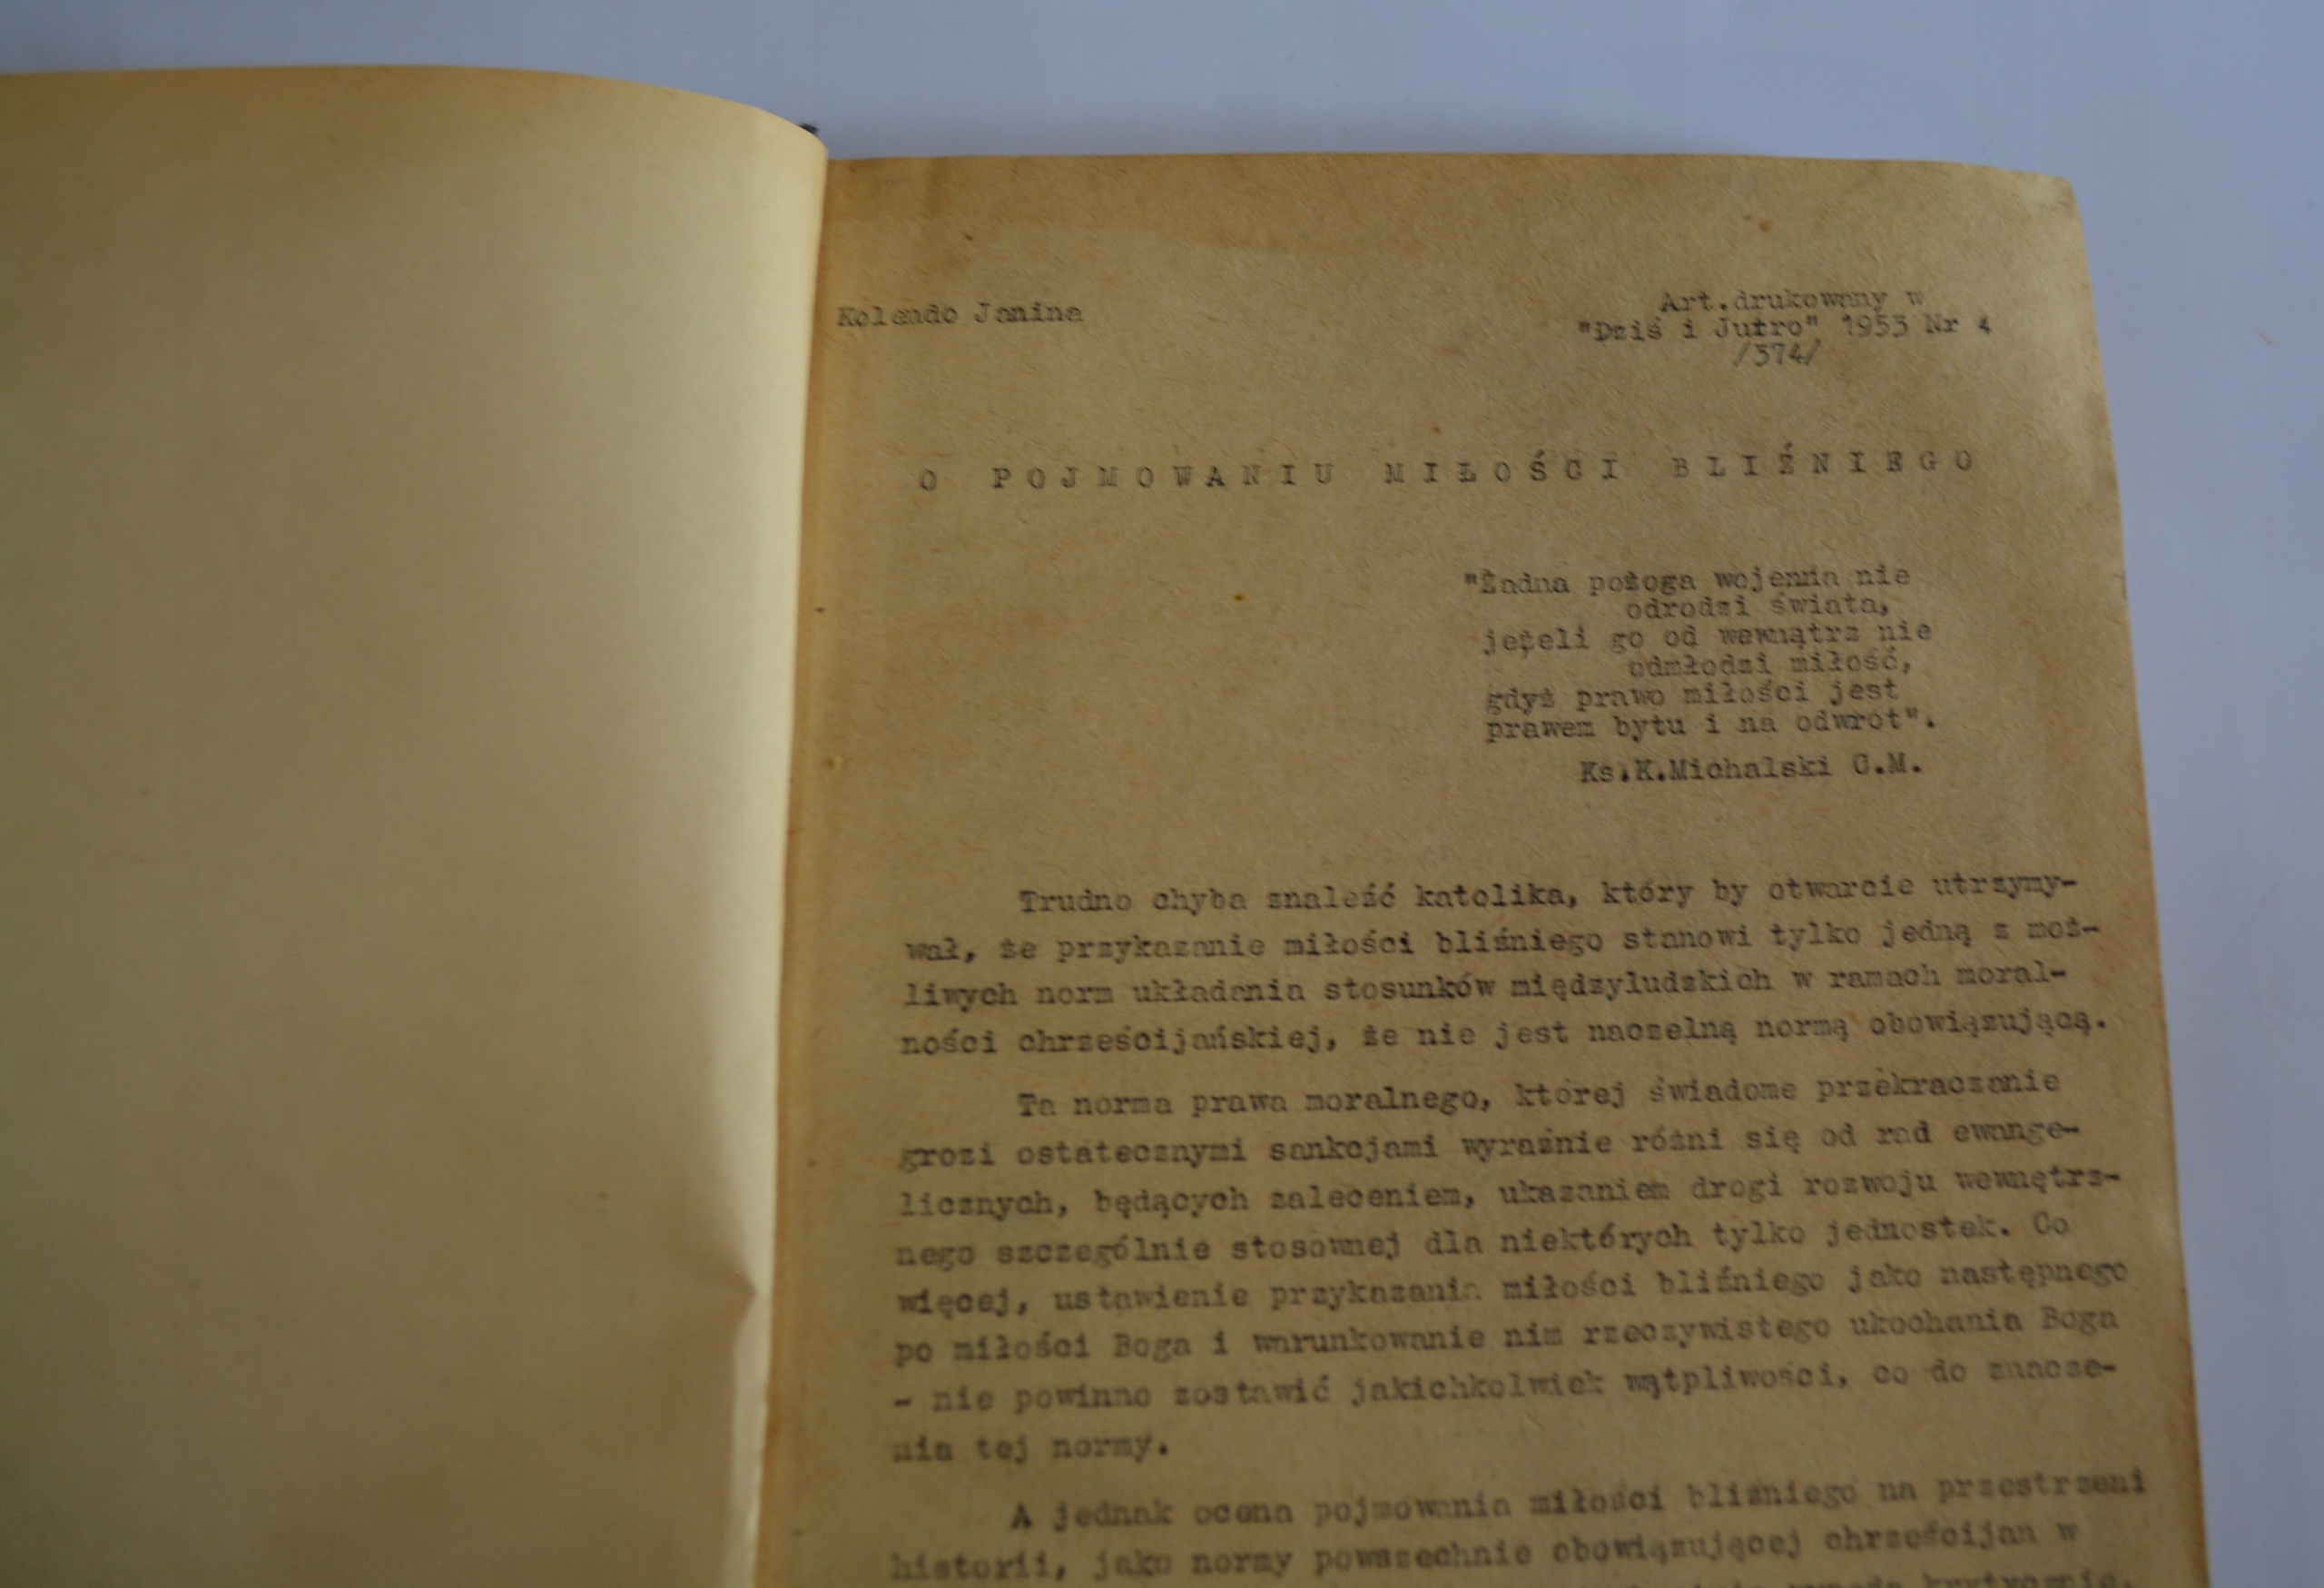 Kolendo Janina
Art.drukowany w
"Dziś i Jutro" 1953 Nr 4
/374/
O POJMOWANIU MIŁOŚCI BLIŹNIEGO
"Żadna pożoga wojenna nie
odrodzi świata,
jeżeli go od wewnątrz nie
odmłodzi miłość,
gdyż prawo miłości jest
prawem bytu i na odwrót".
Ks.K.Michalski C.M.
Trudno chyba znaleźć katolika, który by otwarcie utrzymy-
wał, że przykazanie miłości bliźniego stanowi tylko jedną z moż-
liwych norm układania stosunków międzyludzkich w ramach moral-
ności chrześcijańskiej, że nie jest naczelną normą obowiązującą.
Ta norma prawa moralnego, której świadome przekraczanie
grozi ostatecznymi sankcjami wyraźnie różni się od rad ewange-
licznych, będących zaleceniem, ukazaniem drogi rozwoju wewnętrz-
nego szczególnie stosownej dla niektórych tylko jednostek. Co
więcej, ustawienie przykazania miłości bliźniego jako następnego
po miłości Boga i warunkowanie nim rzeczywistego ukochania Boga
- nie powinno zostawić jakichkolwiek wątpliwości, co do znacze-
nia tej normy.
A jednak ocena pojmowania miłości bliźniego na przestrzeni
historii, jako normy powszechnie obowiązującej chrześcijan w